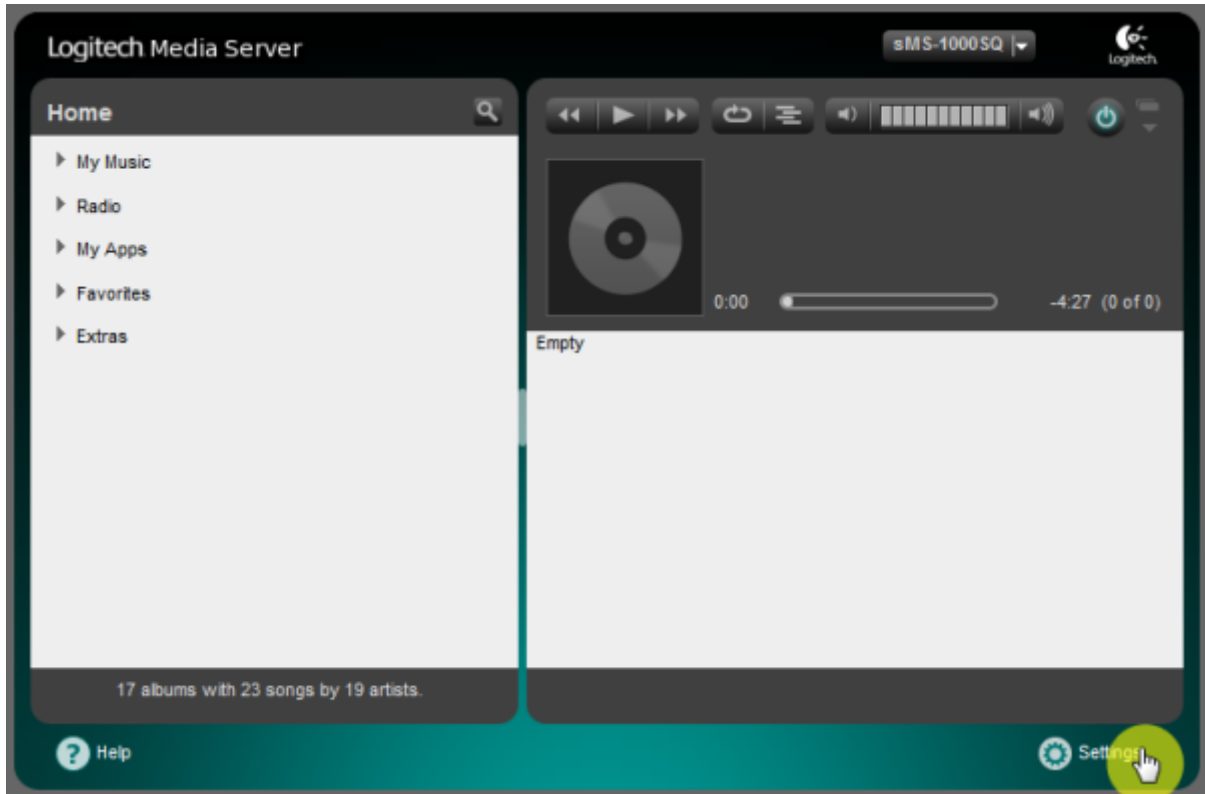 Logitech Media Server
sMS-1000SQ
Logitech
Home
My Music
Radio
My Apps
Favorites
Extras
0:00
-4:27 (0 of 0)
Empty
17 albums with 23 songs by 19 artists.
Help
Settings